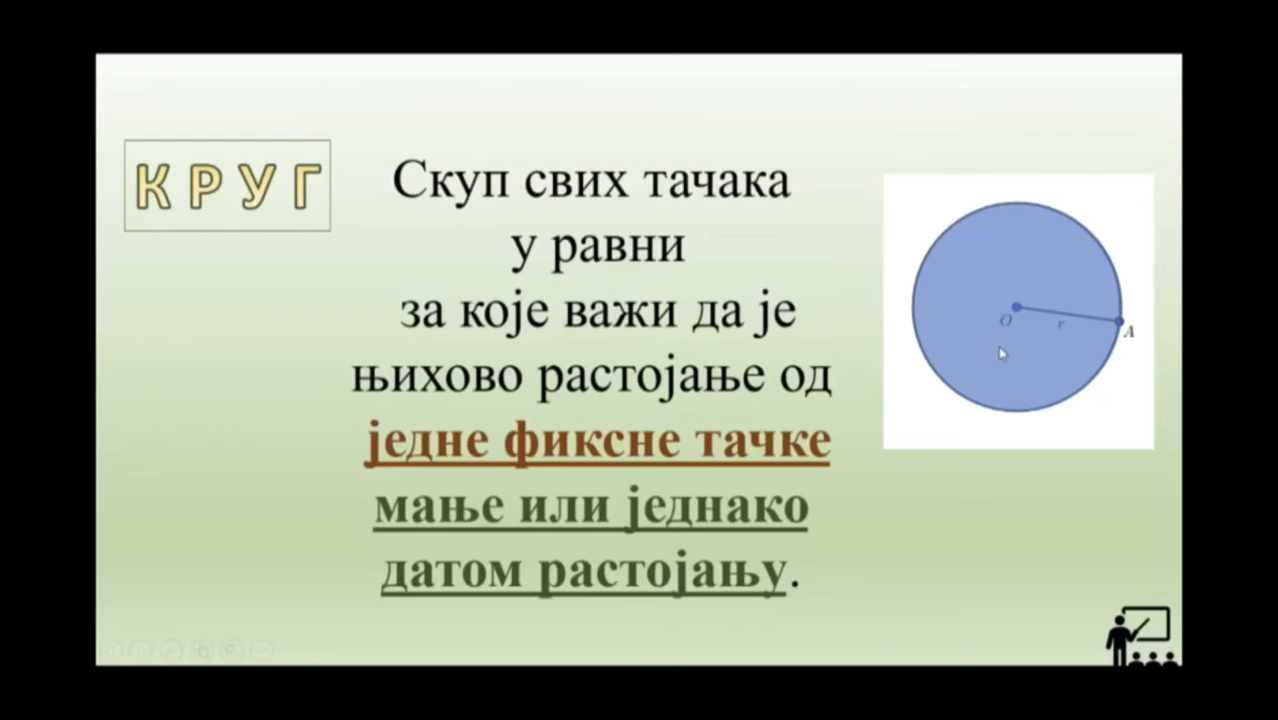 КРУГ
Скуп свих тачака
у равни
за које важи да је
њихово растојање од
једне фиксне тачке
мање или једнако
датом растојању.
O
r
A